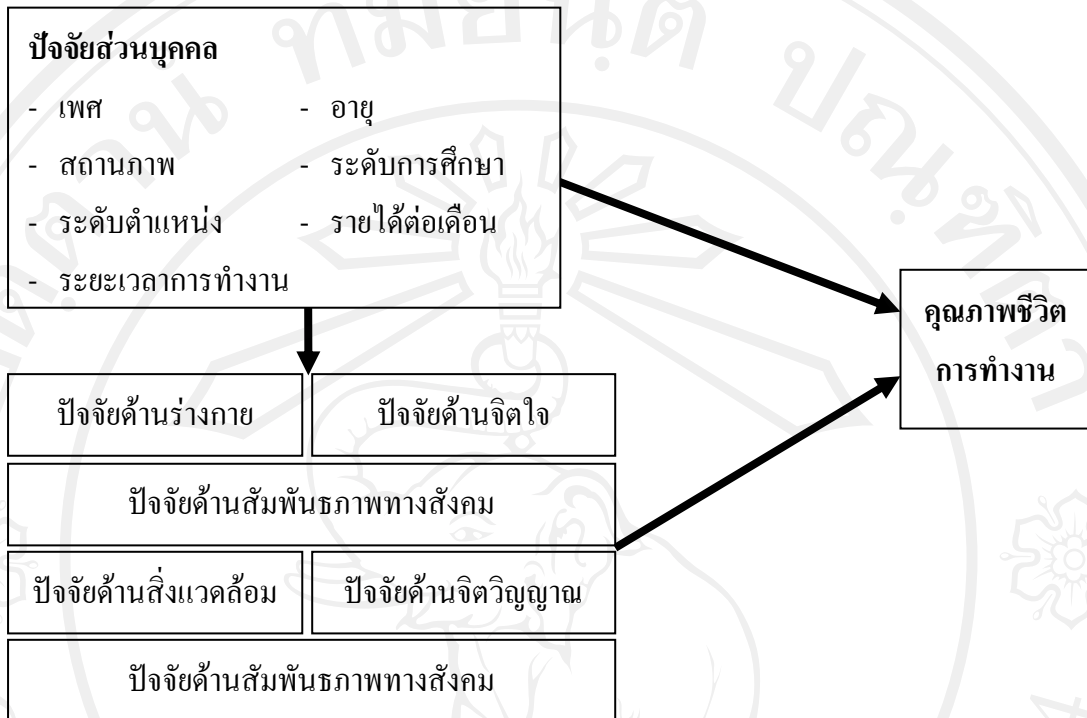 ปัจจัยส่วนบุคคล
- เพศ - อายุ
- สถานภาพ - ระดับการศึกษา
- ระดับตำแหน่ง - รายได้ต่อเดือน
- ระยะเวลาการทำงาน
คุณภาพชีวิต
การทำงาน
ปัจจัยด้านร่างกาย ปัจจัยด้านจิตใจ
ปัจจัยด้านสัมพันธภาพทางสังคม
ปัจจัยด้านสิ่งแวดล้อม ปัจจัยด้านจิตวิญญาณ
ปัจจัยด้านสัมพันธภาพทางสังคม